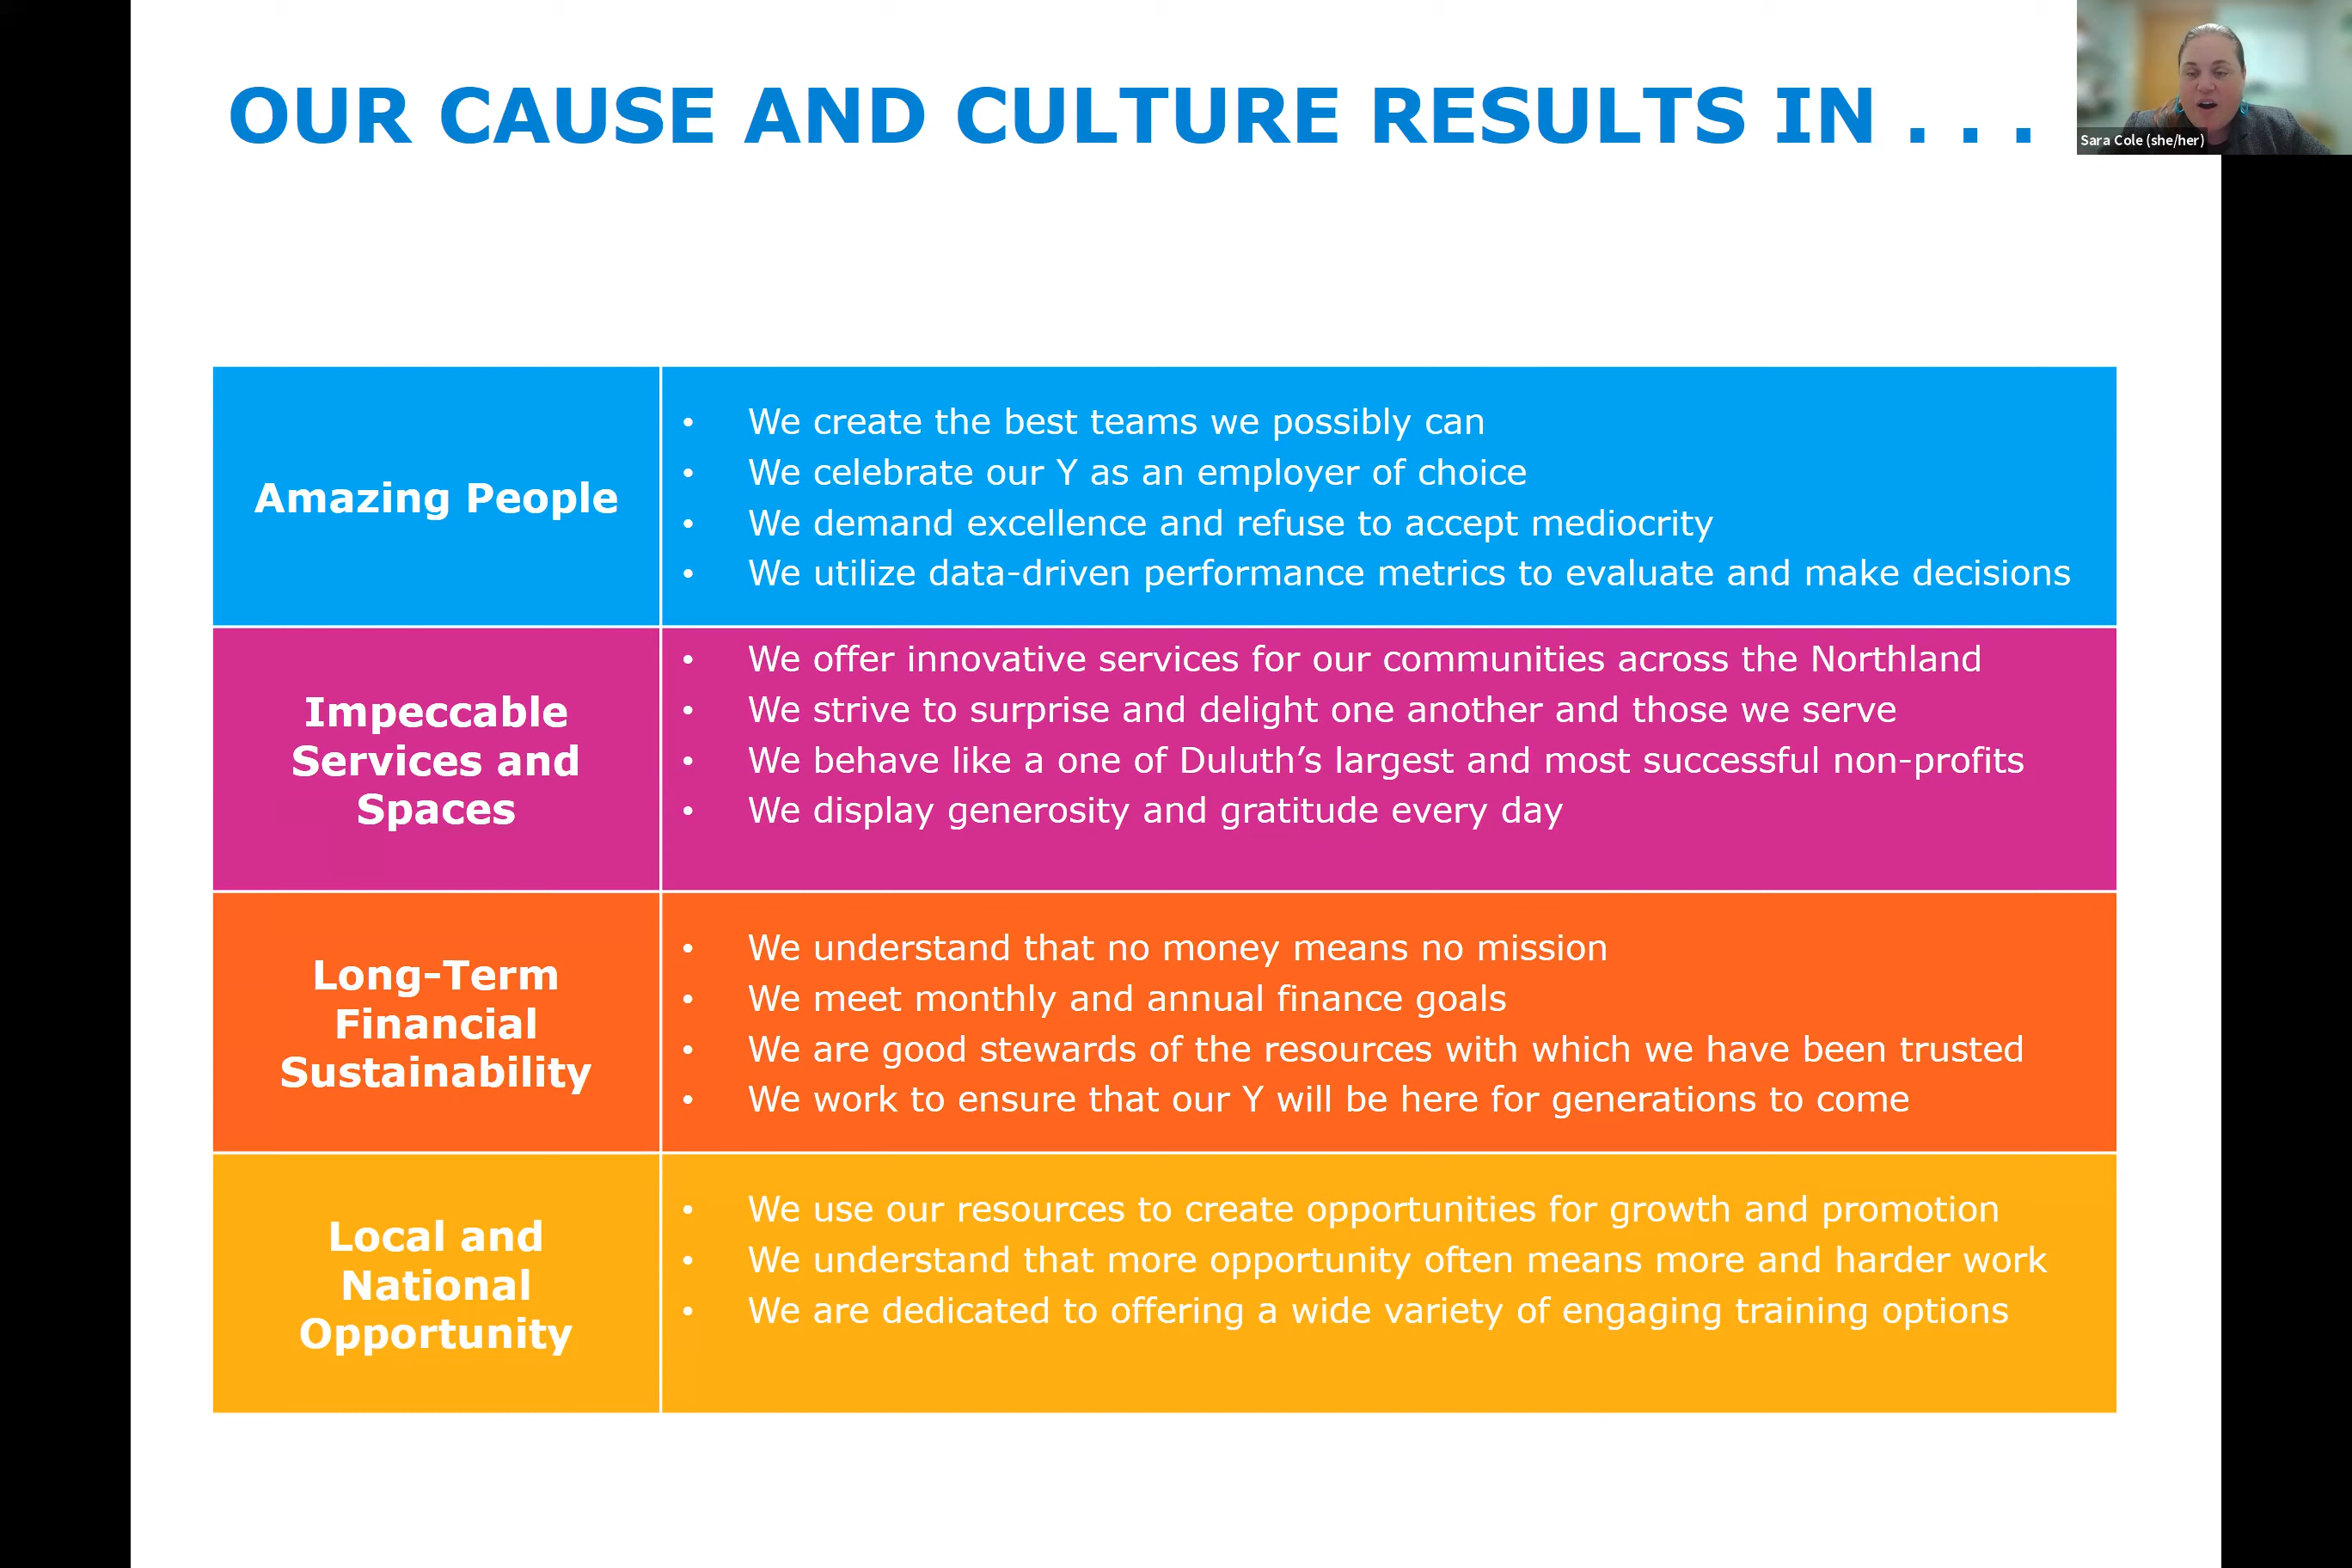 OUR CAUSE AND CULTURE RESULTS IN . . .
Sara Cole (she/her)
Amazing People
• We create the best teams we possibly can
• We celebrate our Y as an employer of choice
• We demand excellence and refuse to accept mediocrity
• We utilize data-driven performance metrics to evaluate and make decisions
Impeccable
Services and
Spaces
• We offer innovative services for our communities across the Northland
• We strive to surprise and delight one another and those we serve
• We behave like a one of Duluth’s largest and most successful non-profits
• We display generosity and gratitude every day
Long-Term
Financial
Sustainability
• We understand that no money means no mission
• We meet monthly and annual finance goals
• We are good stewards of the resources with which we have been trusted
• We work to ensure that our Y will be here for generations to come
Local and
National
Opportunity
• We use our resources to create opportunities for growth and promotion
• We understand that more opportunity often means more and harder work
• We are dedicated to offering a wide variety of engaging training options